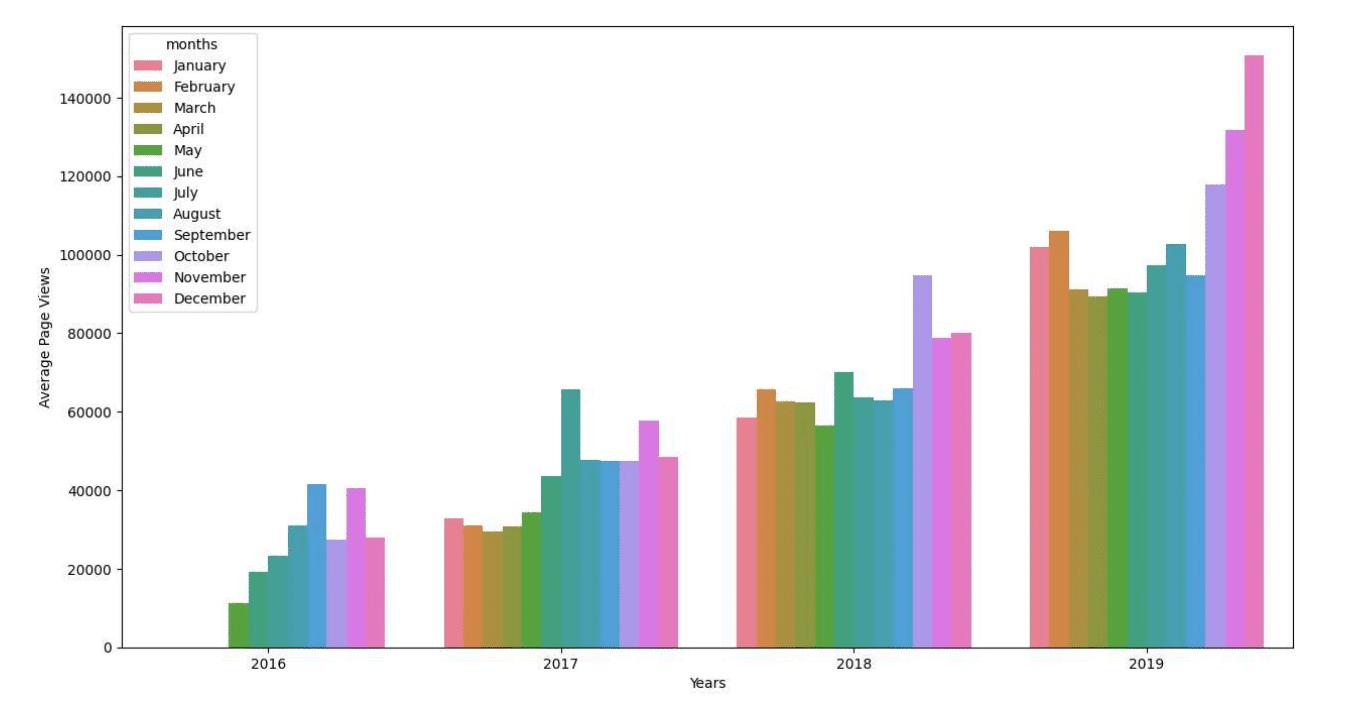 months
January
February
March
April
May
June
July
August
September
October
November
December
140000
120000
100000
80000
60000
40000
20000
0
Average Page Views
2016 2017 2018 2019
Years